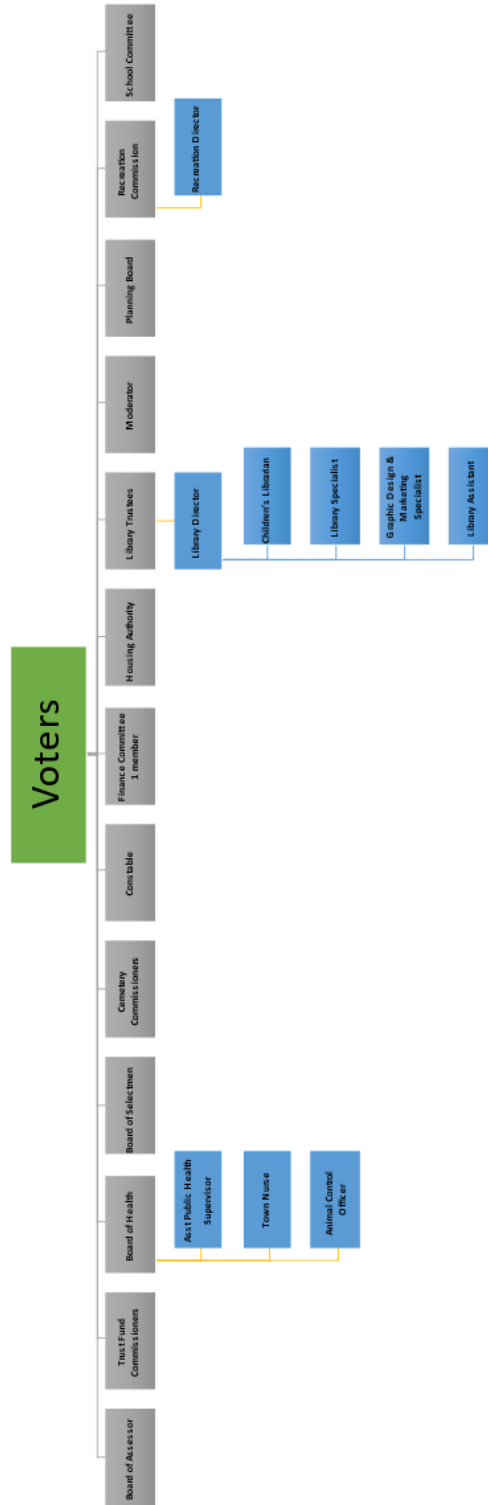 Voters
Board of Assessor
Trust Fund
Commissioners
Board of Health
Board of Selectmen
Cemetery
Commissioners
Constable
Finance Committee
1 member
Housing Authority
Library Trustees
Moderator
Planning Board
Recreation
Commission
School Committee
Asst Public Health
Supervisor
Town Nurse
Animal Control
Officer
Library Director
Children's Librarian
Library Specialist
Graphic Design &
Marketing
Specialist
Library Assistant
Recreation Director